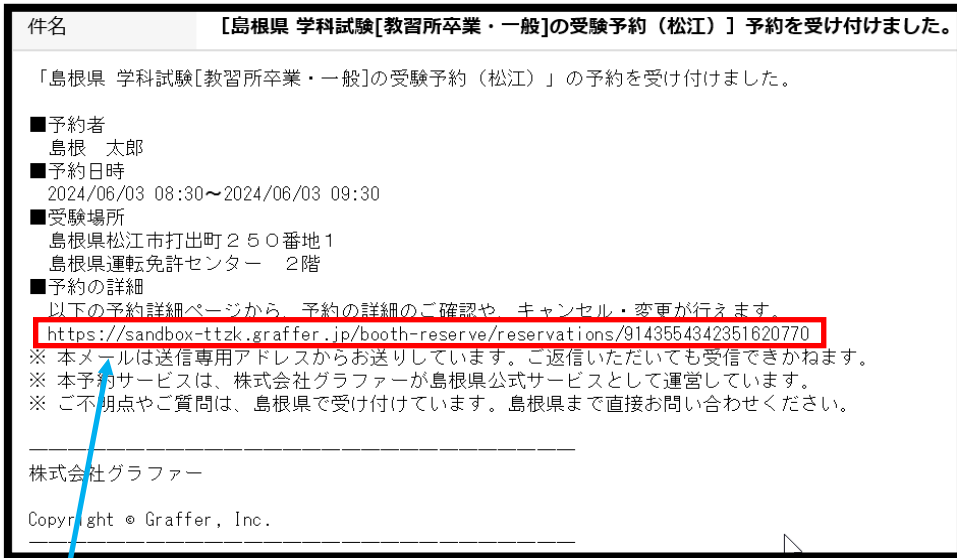 件名 [島根県 学科試験[教習所卒業・一般]の受験予約（松江）] 予約を受け付けました。
「島根県 学科試験[教習所卒業・一般]の受験予約（松江）」の予約を受け付けました。
■予約者
島根　太郎
■予約日時
2024/06/03 08:30～2024/06/03 09:30
■受験場所
島根県松江市打出町２５０番地１
島根県運転免許センター　２階
■予約の詳細
以下の予約詳細ページから、予約の詳細のご確認や、キャンセル・変更が行えます。
https://sandbox-ttzk.graffer.jp/booth-reserve/reservations/9143554342351620770
※ 本メールは送信専用アドレスからお送りしています。ご返信いただいても受信できかねます。
※ 本予約サービスは、株式会社グラファーが島根県公式サービスとして運営しています。
※ ご不明点やご質問は、島根県で受け付けています。島根県まで直接お問い合わせください。
株式会社グラファー
Copyright © Graffer, Inc.